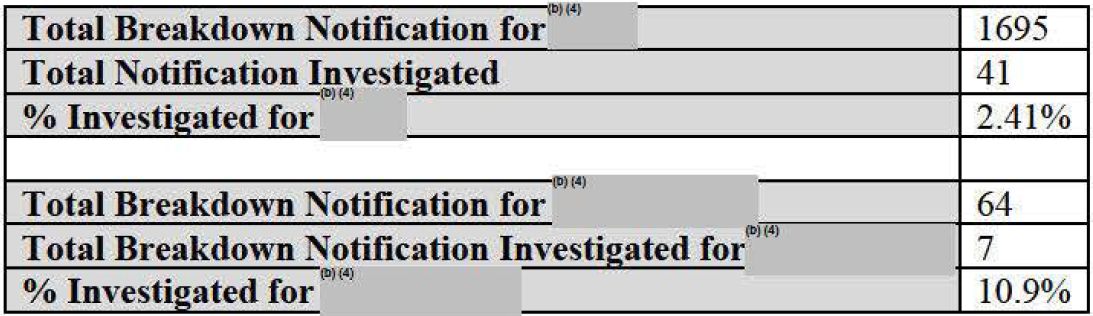 Total Breakdown Notification for (b) (4) 1695
Total Notification Investigated 41
% Investigated for (b) (4) 2.41%
Total Breakdown Notification for (b) (4) 64
Total Breakdown Notification Investigated for (b) (4) 7
% Investigated for (b) (4) 10.9%